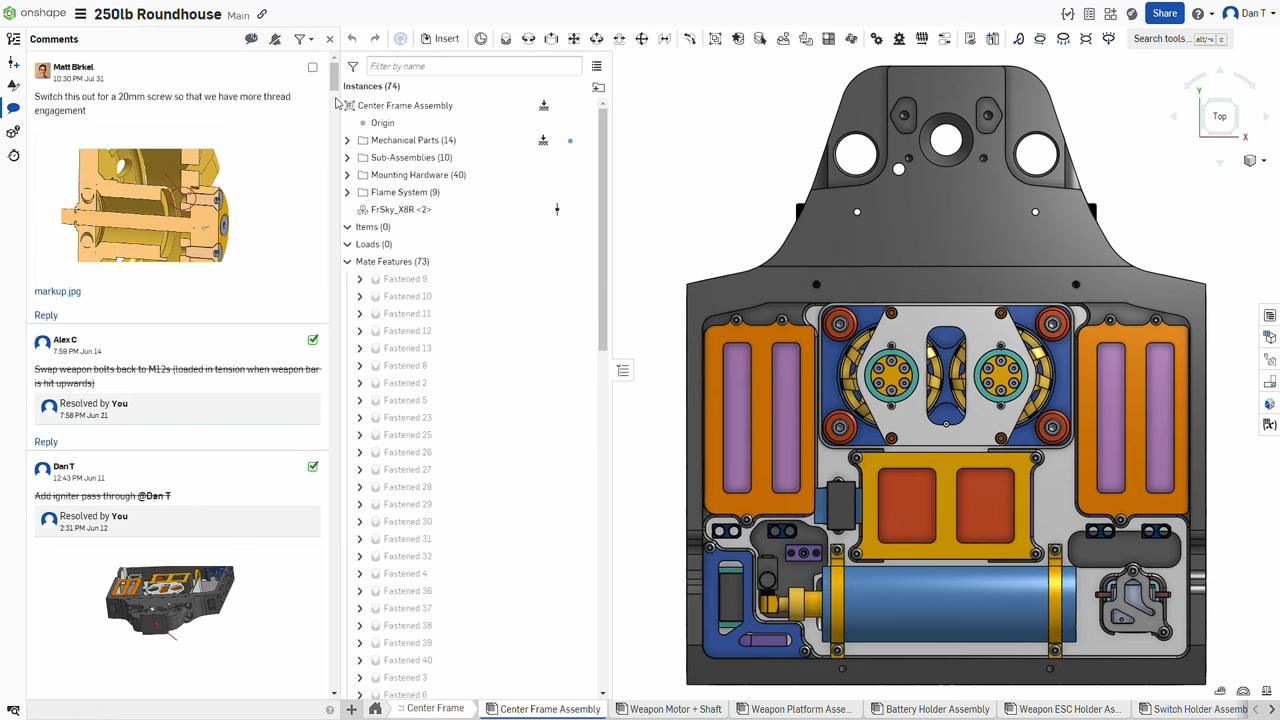 onshape
250lb Roundhouse Main
Share
Dan T
Comments
Insert
Search tools...
alt/⌥ c
Matt Birkel
10:30 PM Jul 31
Switch this out for a 20mm screw so that we have more thread
engagement
markup.jpg
Reply
Alex C
7:59 PM Jun 14
Swap weapon bolts back to M12s (loaded in tension when weapon bar
is hit upwards)
Resolved by You
7:58 PM Jun 21
Reply
Dan T
12:43 PM Jun 11
Add igniter pass through @Dan T
Resolved by You
2:31 PM Jun 12
Filter by name
Instances (74)
Center Frame Assembly
Origin
Mechanical Parts (14)
Sub-Assemblies (10)
Mounting Hardware (40)
Flame System (9)
FrSky_X8R <2>
Items (0)
Loads (0)
Mate Features (73)
Fastened 9
Fastened 10
Fastened 11
Fastened 12
Fastened 13
Fastened 8
Fastened 2
Fastened 5
Fastened 23
Fastened 25
Fastened 26
Fastened 27
Fastened 28
Fastened 29
Fastened 30
Fastened 31
Fastened 32
Fastened 4
Fastened 36
Fastened 37
Fastened 38
Fastened 39
Fastened 40
Fastened 3
Fastened 6
Y
Top
X
Center Frame
Center Frame Assembly
Weapon Motor + Shaft
Weapon Platform Asse...
Battery Holder Assembly
Weapon ESC Holder As...
Switch Holder Assemb